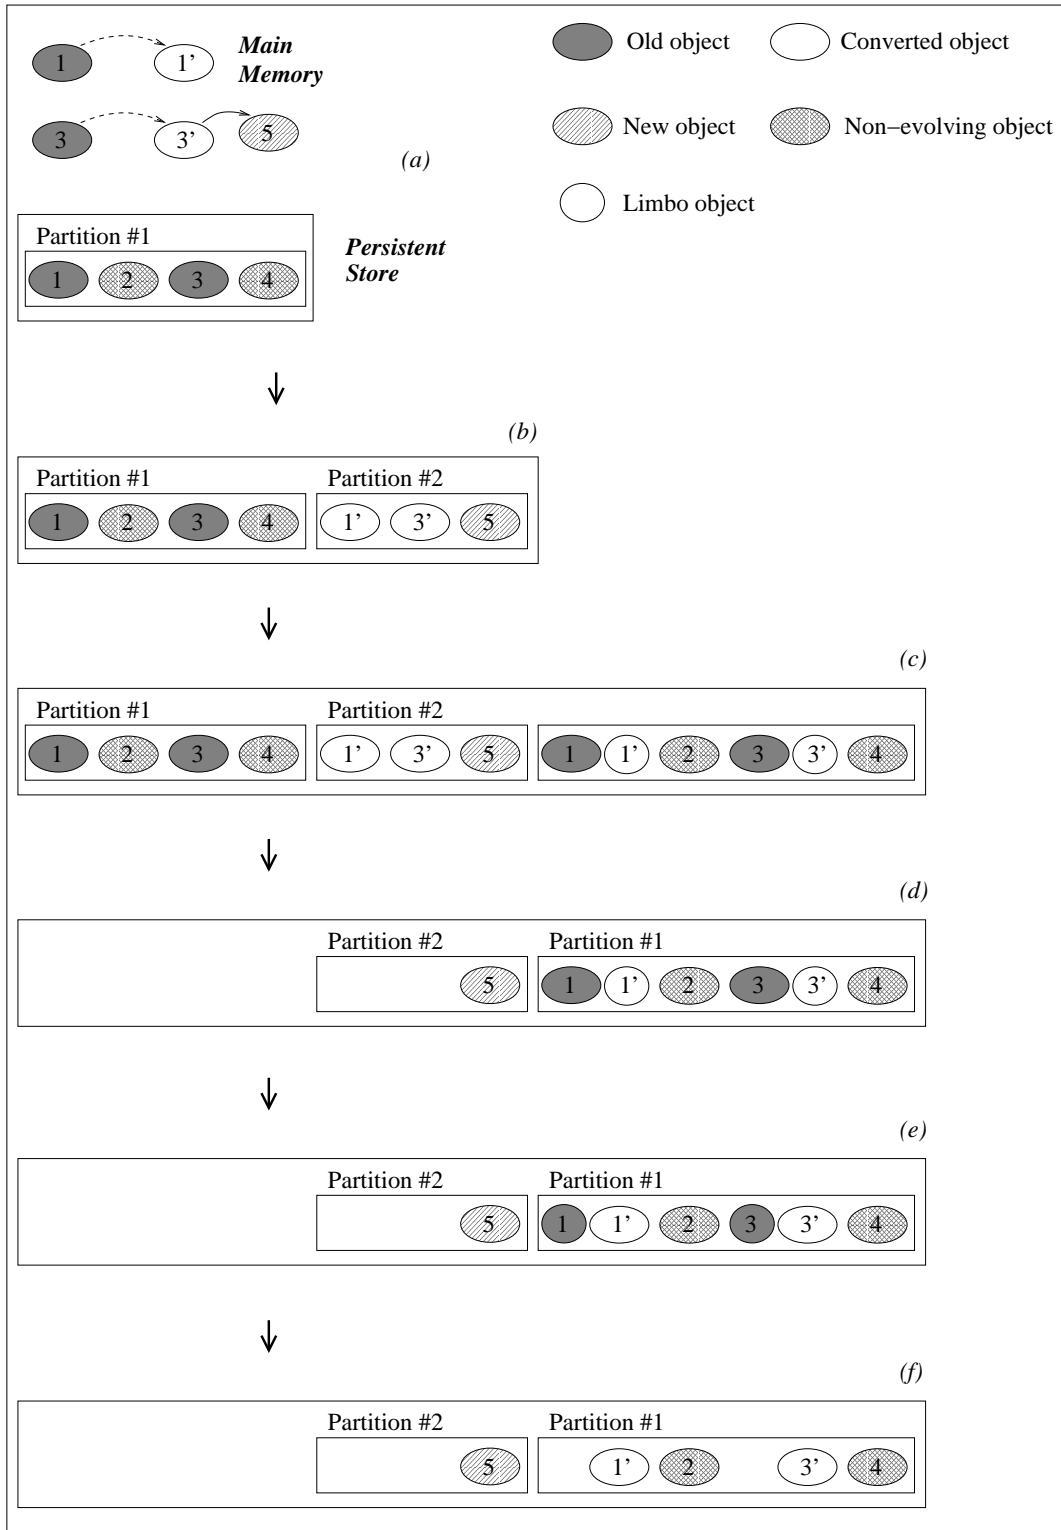 1 1’ Main
Memory
3 3’ 5
(a)
Old object Converted object
New object Non−evolving object
Limbo object
Partition #1
1 2 3 4
Persistent
Store
(b)
Partition #1 Partition #2
1 2 3 4 1’ 3’ 5
(c)
Partition #1 Partition #2
1 2 3 4 1’ 3’ 5 1 1’ 2 3 3’ 4
(d)
Partition #2 Partition #1
5 1 1’ 2 3 3’ 4
(e)
Partition #2 Partition #1
5 1 1’ 2 3 3’ 4
(f)
Partition #2 Partition #1
5 1’ 2 3’ 4